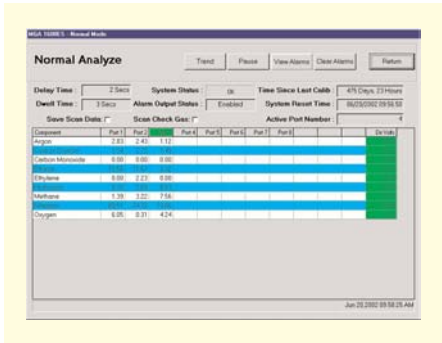 MGA 1600ES - Normal Mode
Normal Analyze
Trend Pause View Alarms Clear Alarms Return
Delay Time : 2 Secs System Status : OK Time Since Last Calib : 475 Days, 23 Hours
Dwell Time : 3 Secs Alarm Output Status : Enabled System Reset Time : 06/20/2002 09:56:50
Save Scan Data: Scan Check Gas: Active Port Number : 4
Component Port 1 Port 2 Port 4 Port 5 Port 6 Port 7 Port 8
Argon 2.83 2.43 1.12
Carbon Monoxide 0.00 0.00 0.00
Ethylene 0.00 2.23 0.00
Methane 1.39 3.22 7.56
Oxygen 6.05 0.31 4.24
Jun 20,2002 09:58:25 AM